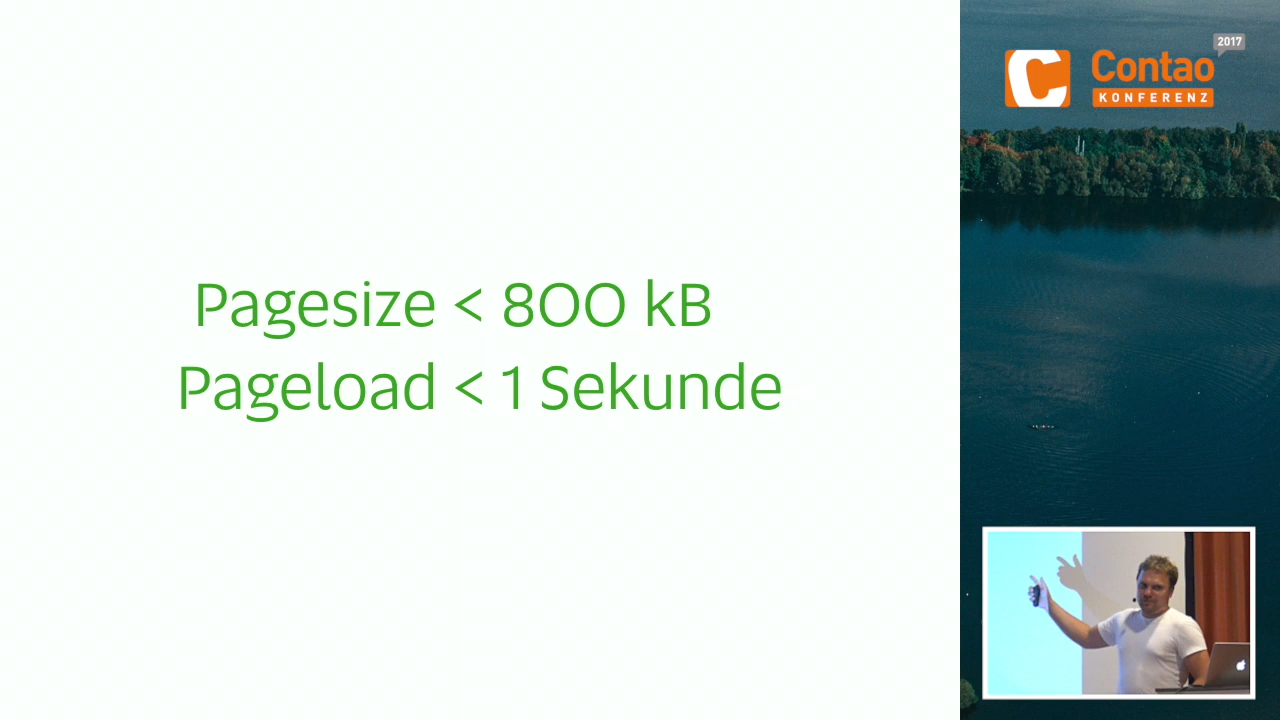 Pagesize < 800 kB
Pageload < 1 Sekunde
2017
Contao
KONFERENZ